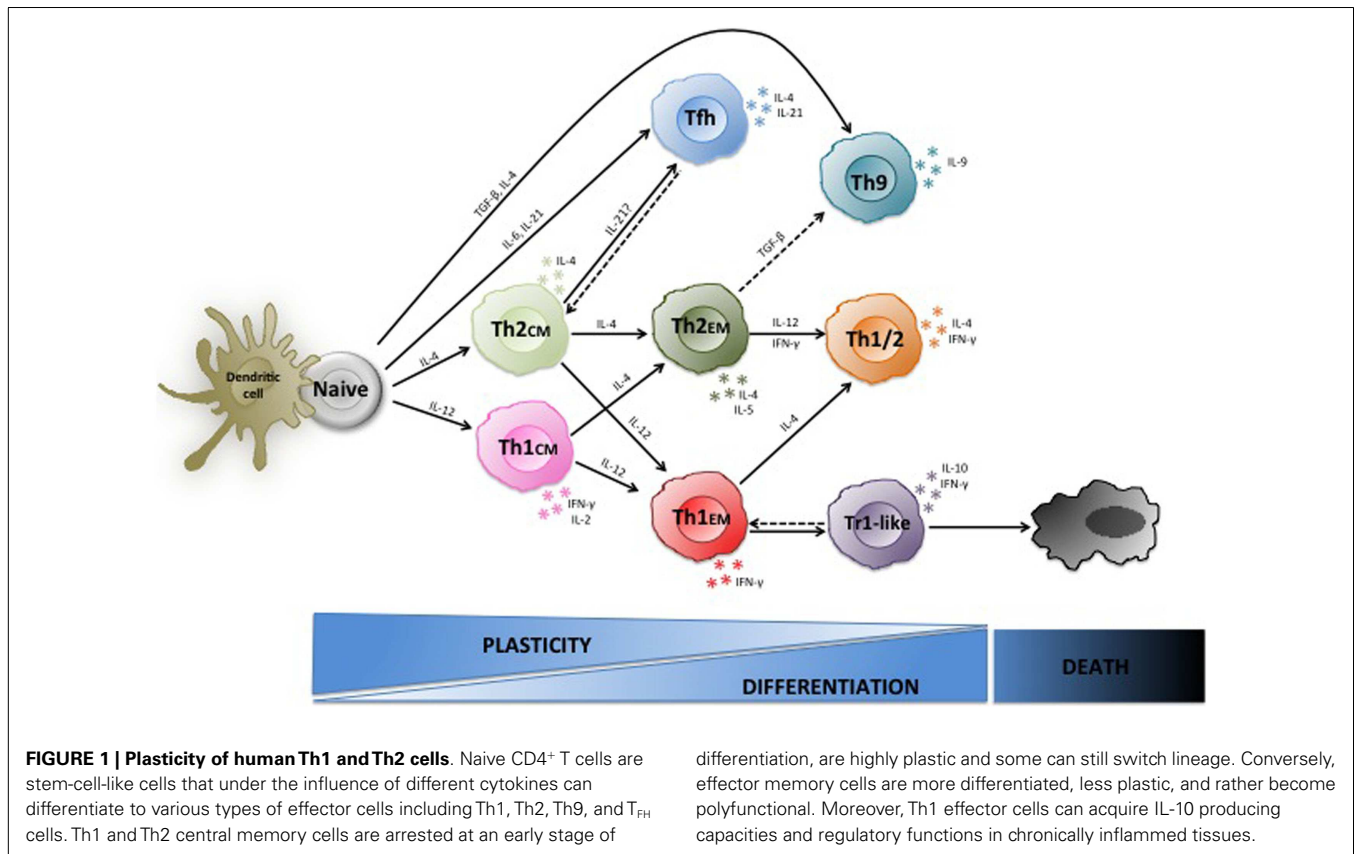 Tfh
IL-4
IL-21
Th9
IL-9
TGF-β, IL-4
IL-6, IL-21
IL-21?
IL-4
TGF-β
Dendritic
cell
Naive
IL-4
Th2CM
IL-4
Th2EM
IL-12
IFN-γ
Th1/2
IL-4
IFN-γ
IL-4
IL-5
IL-12
IL-4
IL-12
IL-4
Th1CM
IL-12
IFN-γ
IL-2
Th1EM
IFN-γ
Tr1-like
IL-10
IFN-γ
PLASTICITY
DIFFERENTIATION
DEATH
FIGURE 1 | Plasticity of human Th1 and Th2 cells. Naive CD4+ T cells are
stem-cell-like cells that under the influence of different cytokines can
differentiate to various types of effector cells including Th1, Th2, Th9, and TFH
cells. Th1 and Th2 central memory cells are arrested at an early stage of
differentiation, are highly plastic and some can still switch lineage. Conversely,
effector memory cells are more differentiated, less plastic, and rather become
polyfunctional. Moreover, Th1 effector cells can acquire IL-10 producing
capacities and regulatory functions in chronically inflammed tissues.